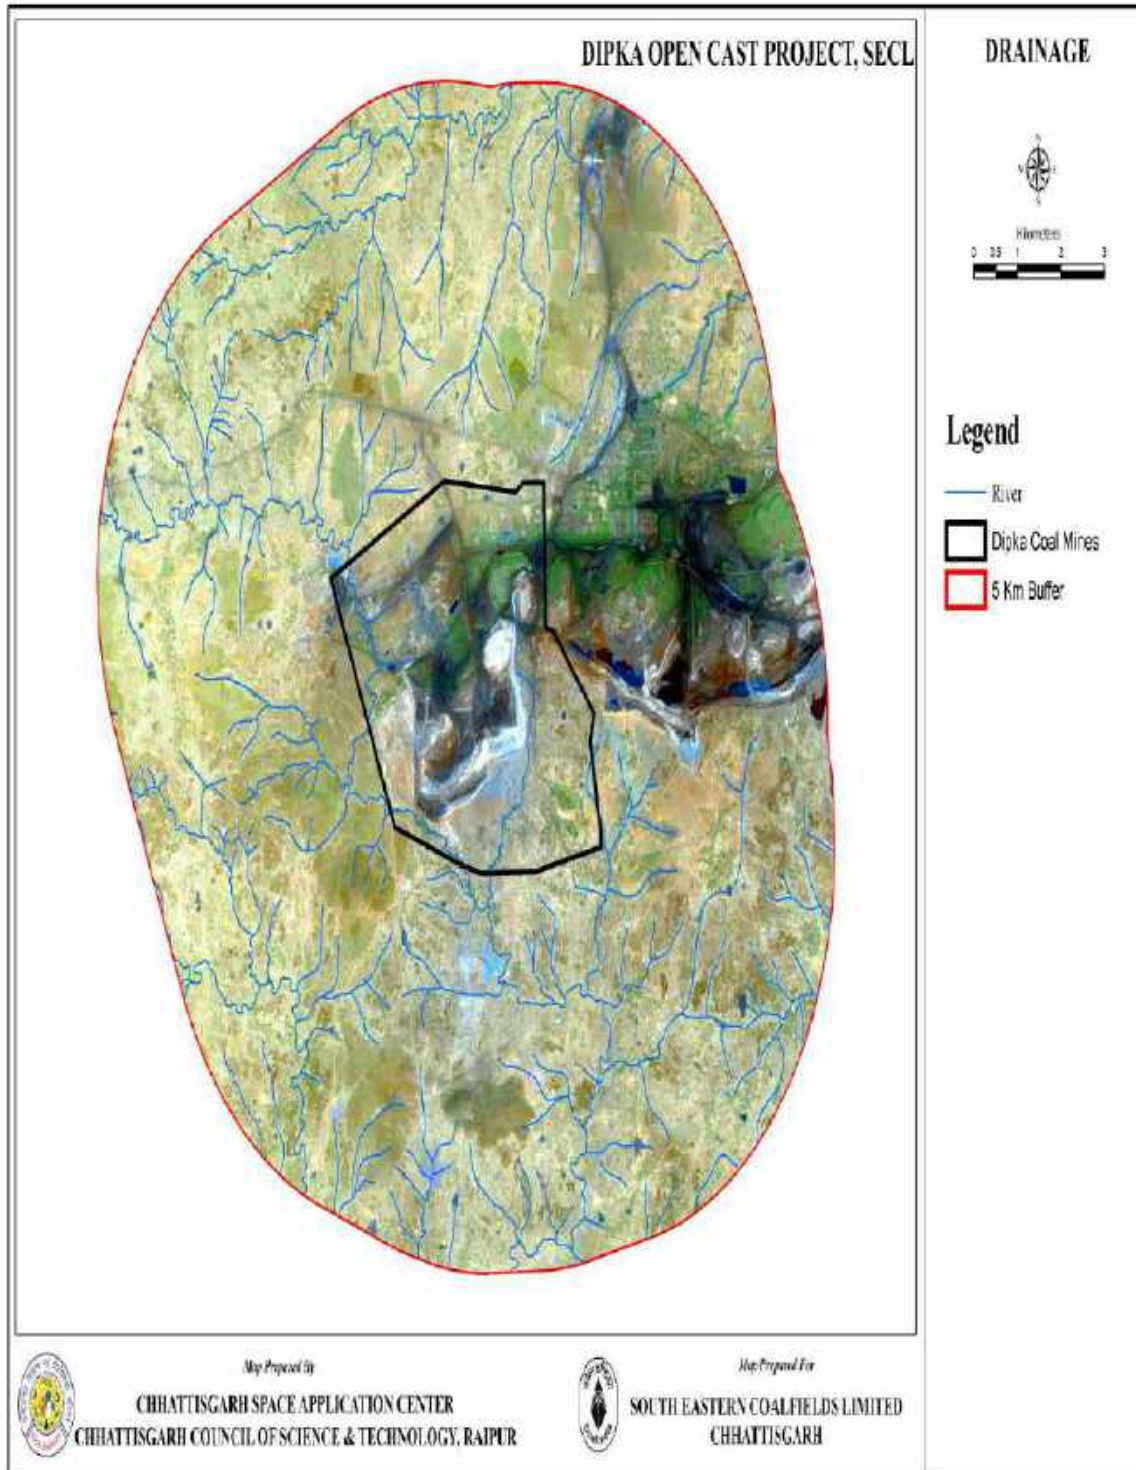 DIPKA OPEN CAST PROJECT, SECL
DRAINAGE
N
W E
S
Kilometers
0 0.5 1 2 3
Legend
River
Dipka Coal Mines
5 Km Buffer
Map Prepared By
CHHATTISGARH SPACE APPLICATION CENTER
CHHATTISGARH COUNCIL OF SCIENCE & TECHNOLOGY, RAIPUR
Map Prepared For
SOUTH EASTERN COALFIELDS LIMITED
CHHATTISGARH